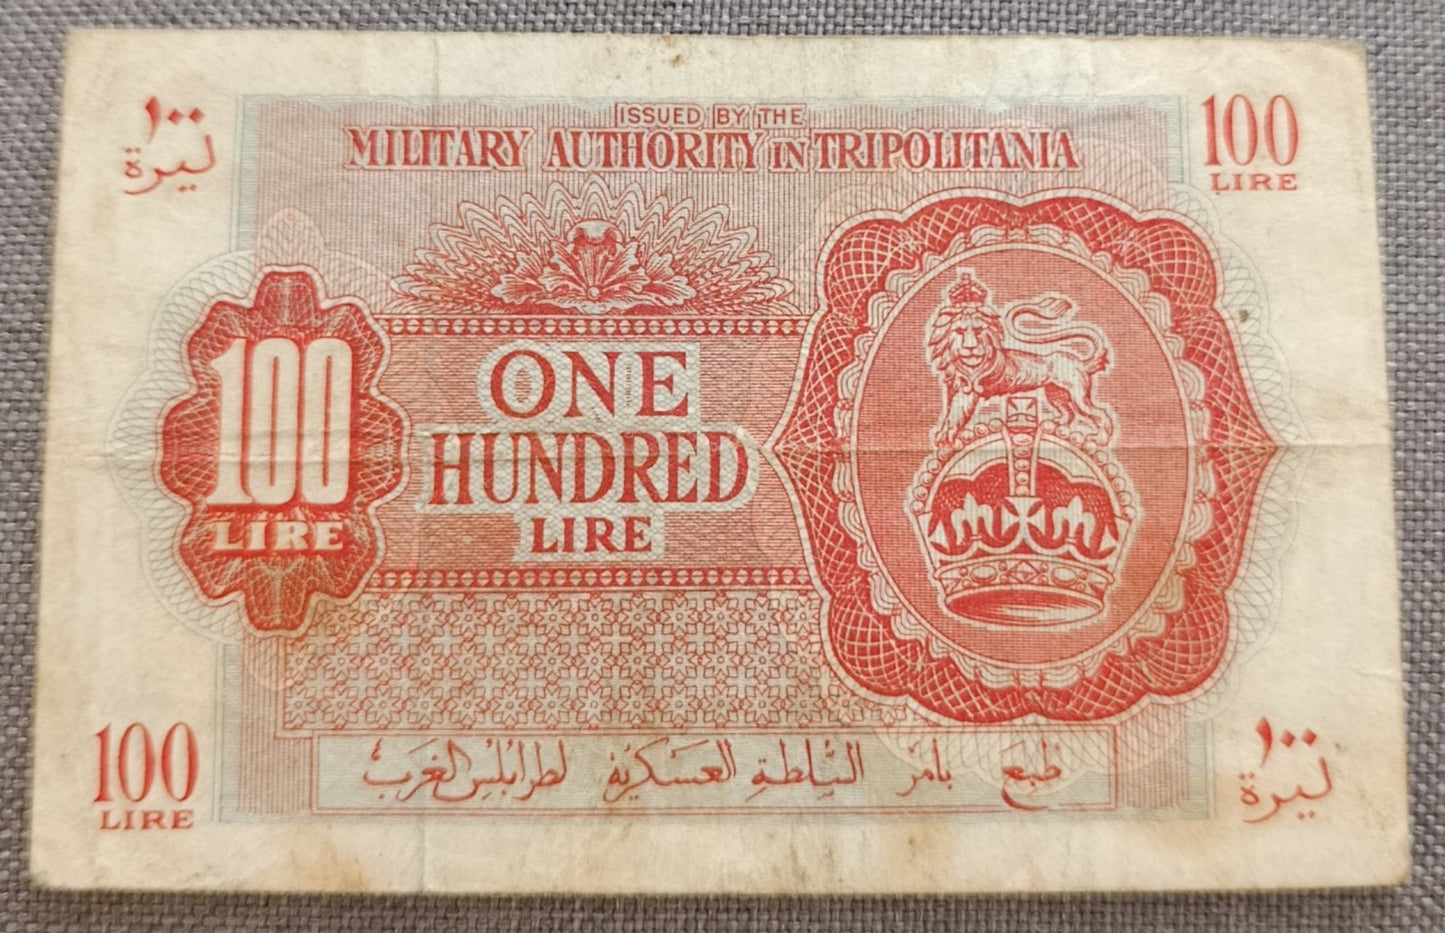 ١٠٠
ليرة
ISSUED BY THE
MILITARY AUTHORITY IN TRIPOLITANIA
100
LIRE
100
LIRE
ONE
HUNDRED
LIRE
100
LIRE
طبع بأمر السلطة العسكرية لطرابلس الغرب
١٠٠
ليرة